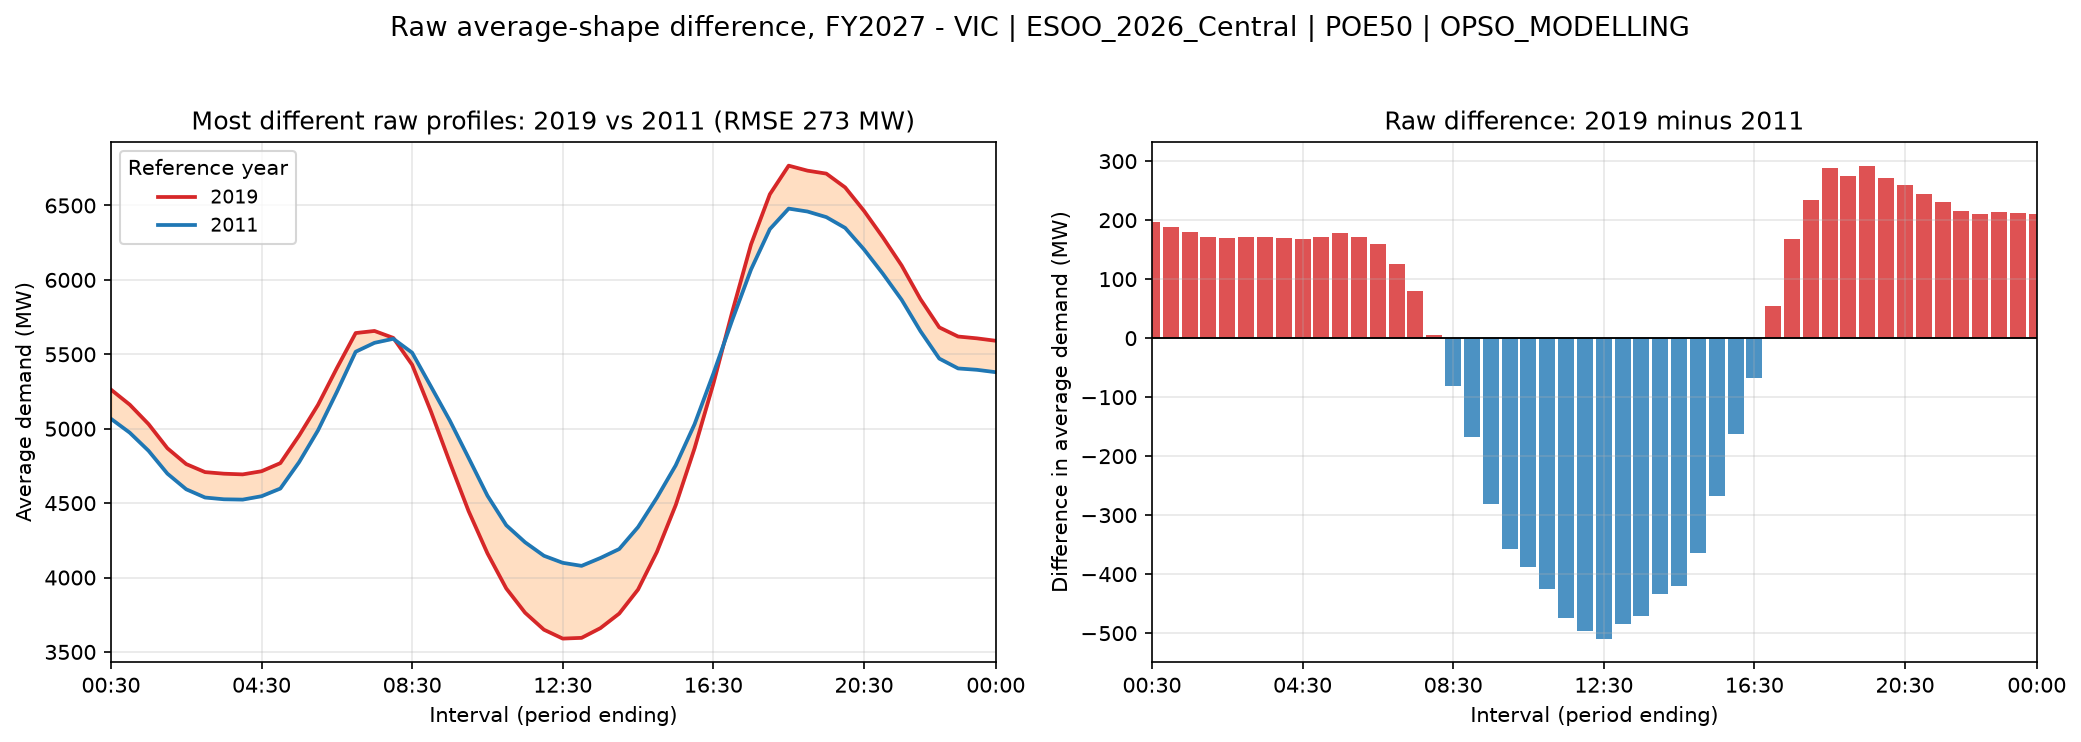 Raw average-shape difference, FY2027 - VIC | ESOO_2026_Central | POE50 | OPSO_MODELLING
Most different raw profiles: 2019 vs 2011 (RMSE 273 MW)
Reference year
2019
2011
Average demand (MW)
6500
6000
5500
5000
4500
4000
3500
00:30 04:30 08:30 12:30 16:30 20:30 00:00
Interval (period ending)
Raw difference: 2019 minus 2011
Difference in average demand (MW)
300
200
100
0
−100
−200
−300
−400
−500
00:30 04:30 08:30 12:30 16:30 20:30 00:00
Interval (period ending)